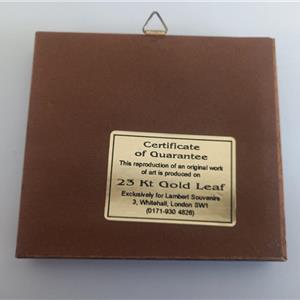 Certificate
of Guarantee
This reproduction of an original work
of art is produced on
23 Kt Gold Leaf
Exclusively for Lambert Souvenirs
3, Whitehall, London SW1
(0171-930 4826)